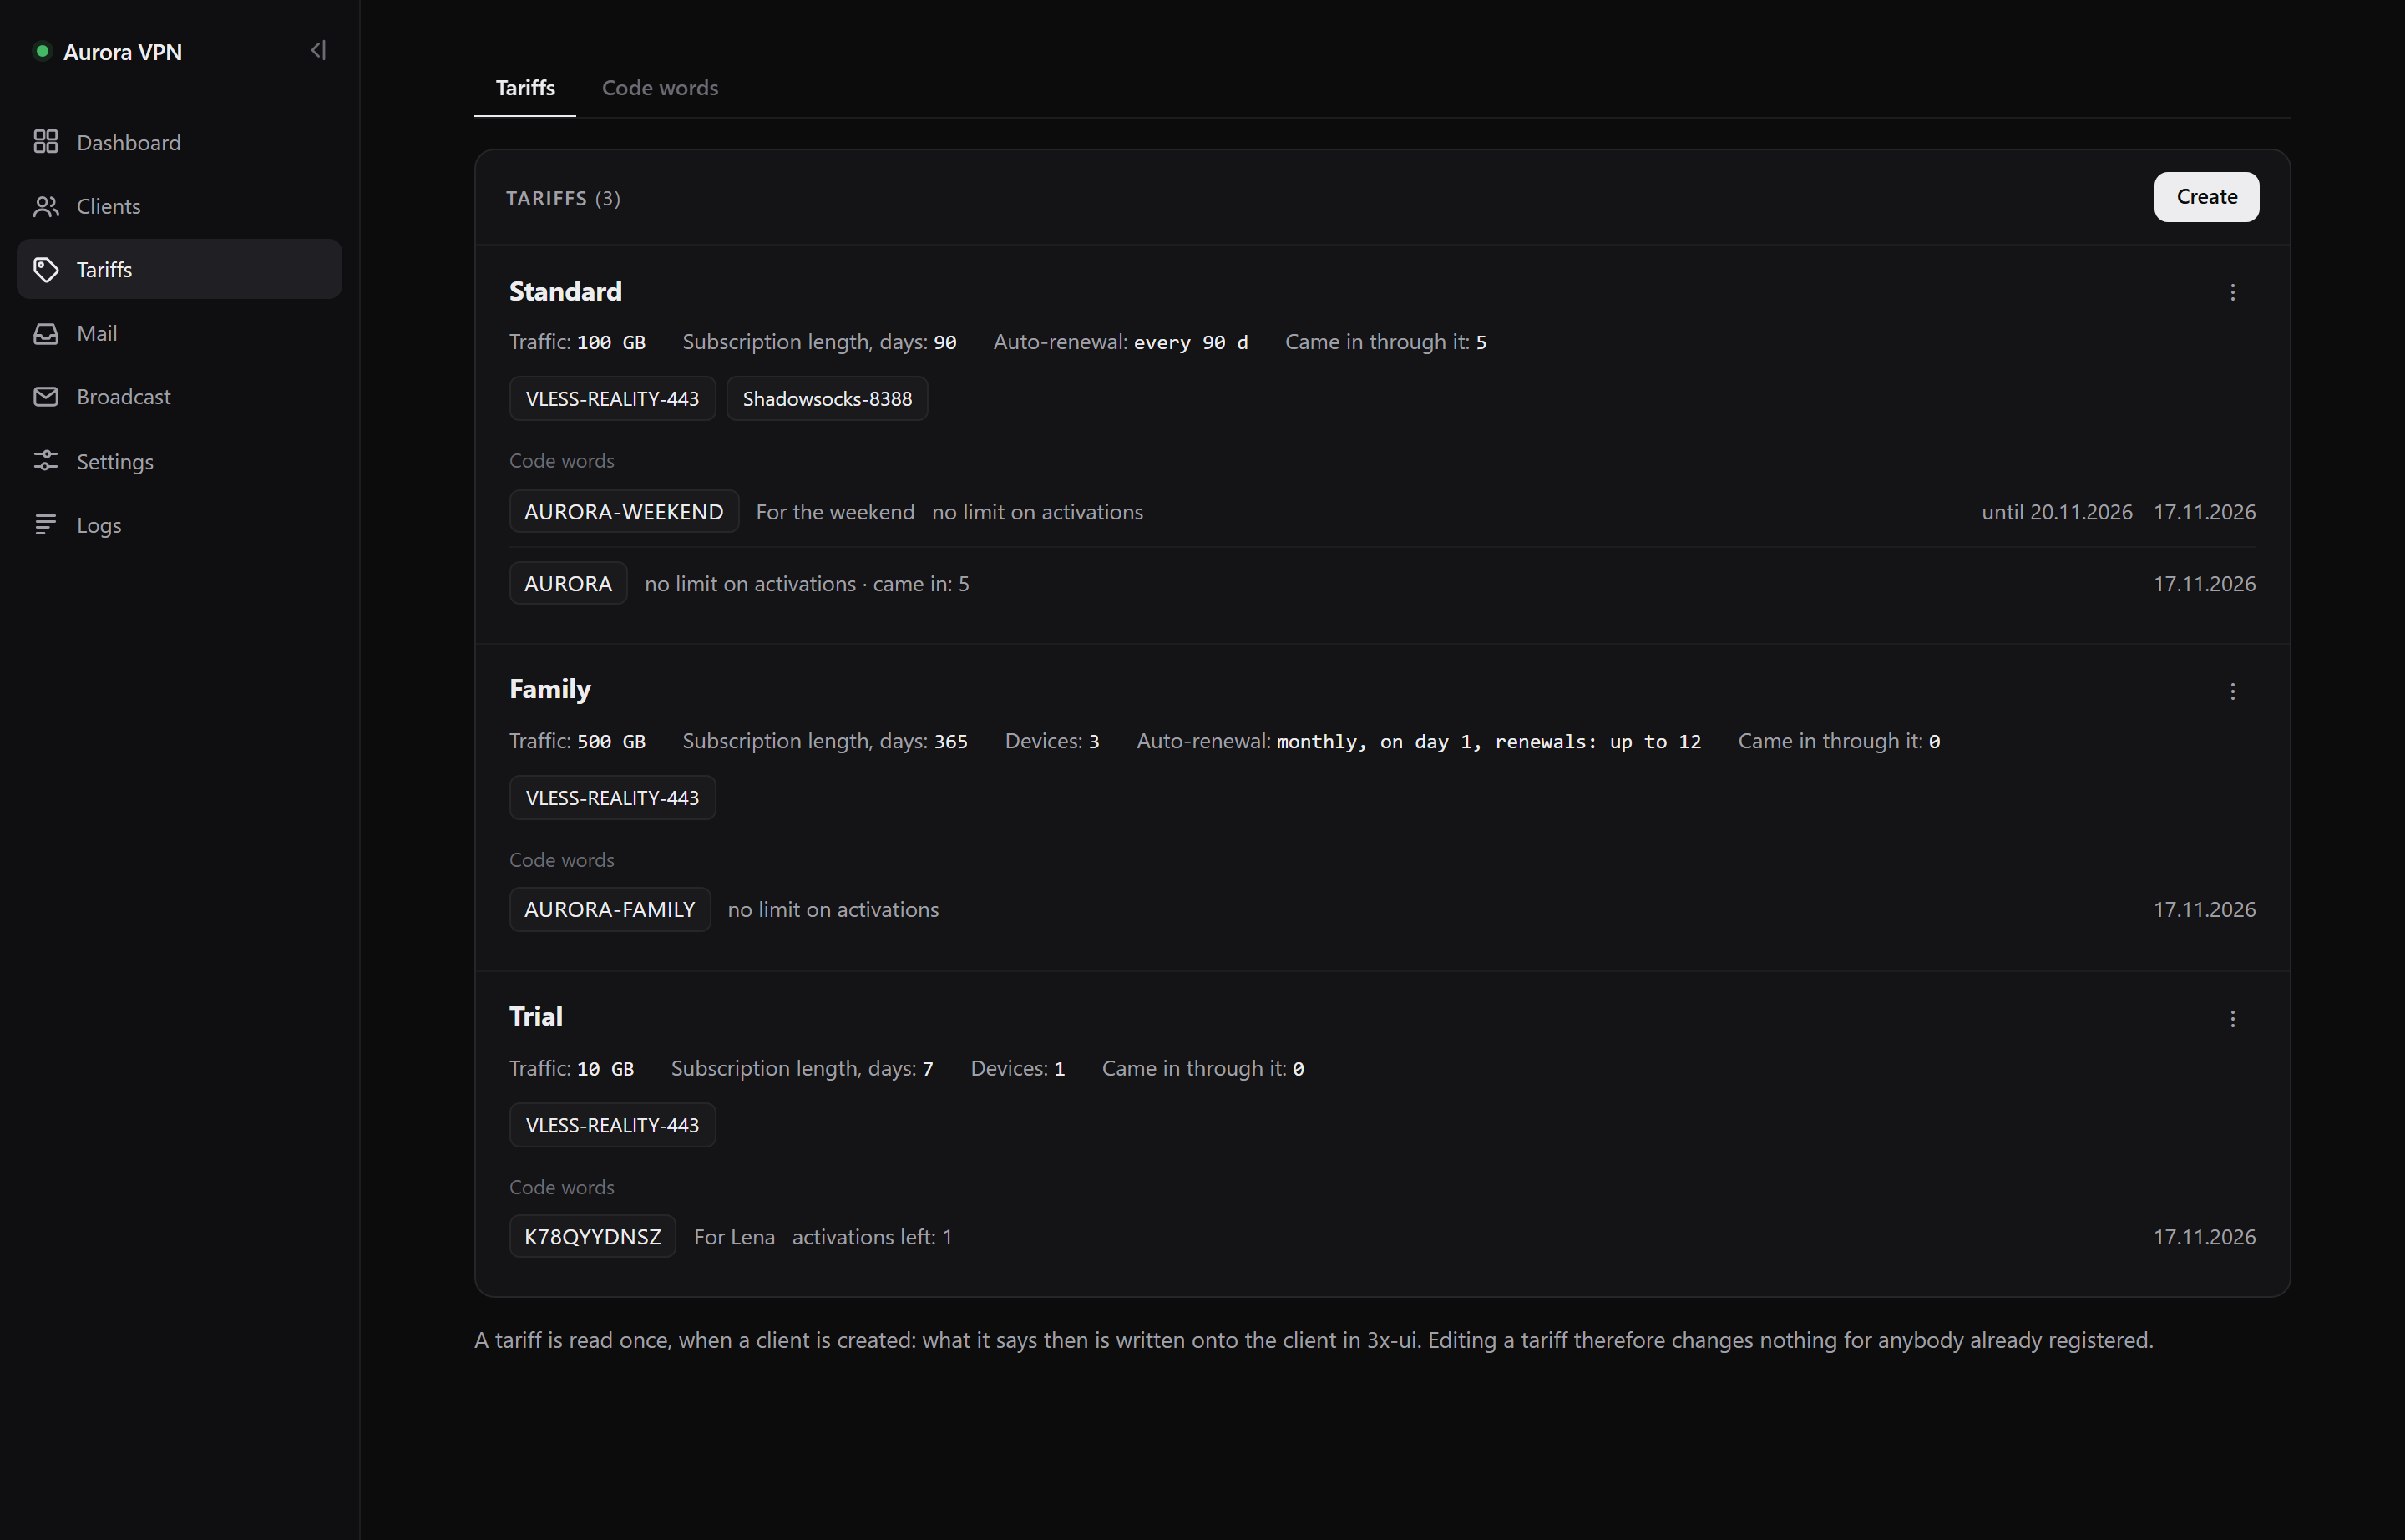 Aurora VPN
Dashboard
Clients
Tariffs
Mail
Broadcast
Settings
Logs
Tariffs Code words
TARIFFS (3) Create
Standard
Traffic: 100 GB Subscription length, days: 90 Auto-renewal: every 90 d Came in through it: 5
VLESS-REALITY-443 Shadowsocks-8388
Code words
AURORA-WEEKEND For the weekend no limit on activations until 20.11.2026 17.11.2026
AURORA no limit on activations · came in: 5 17.11.2026
Family
Traffic: 500 GB Subscription length, days: 365 Devices: 3 Auto-renewal: monthly, on day 1, renewals: up to 12 Came in through it: 0
VLESS-REALITY-443
Code words
AURORA-FAMILY no limit on activations 17.11.2026
Trial
Traffic: 10 GB Subscription length, days: 7 Devices: 1 Came in through it: 0
VLESS-REALITY-443
Code words
K78QYYDNSZ For Lena activations left: 1 17.11.2026
A tariff is read once, when a client is created: what it says then is written onto the client in 3x-ui. Editing a tariff therefore changes nothing for anybody already registered.